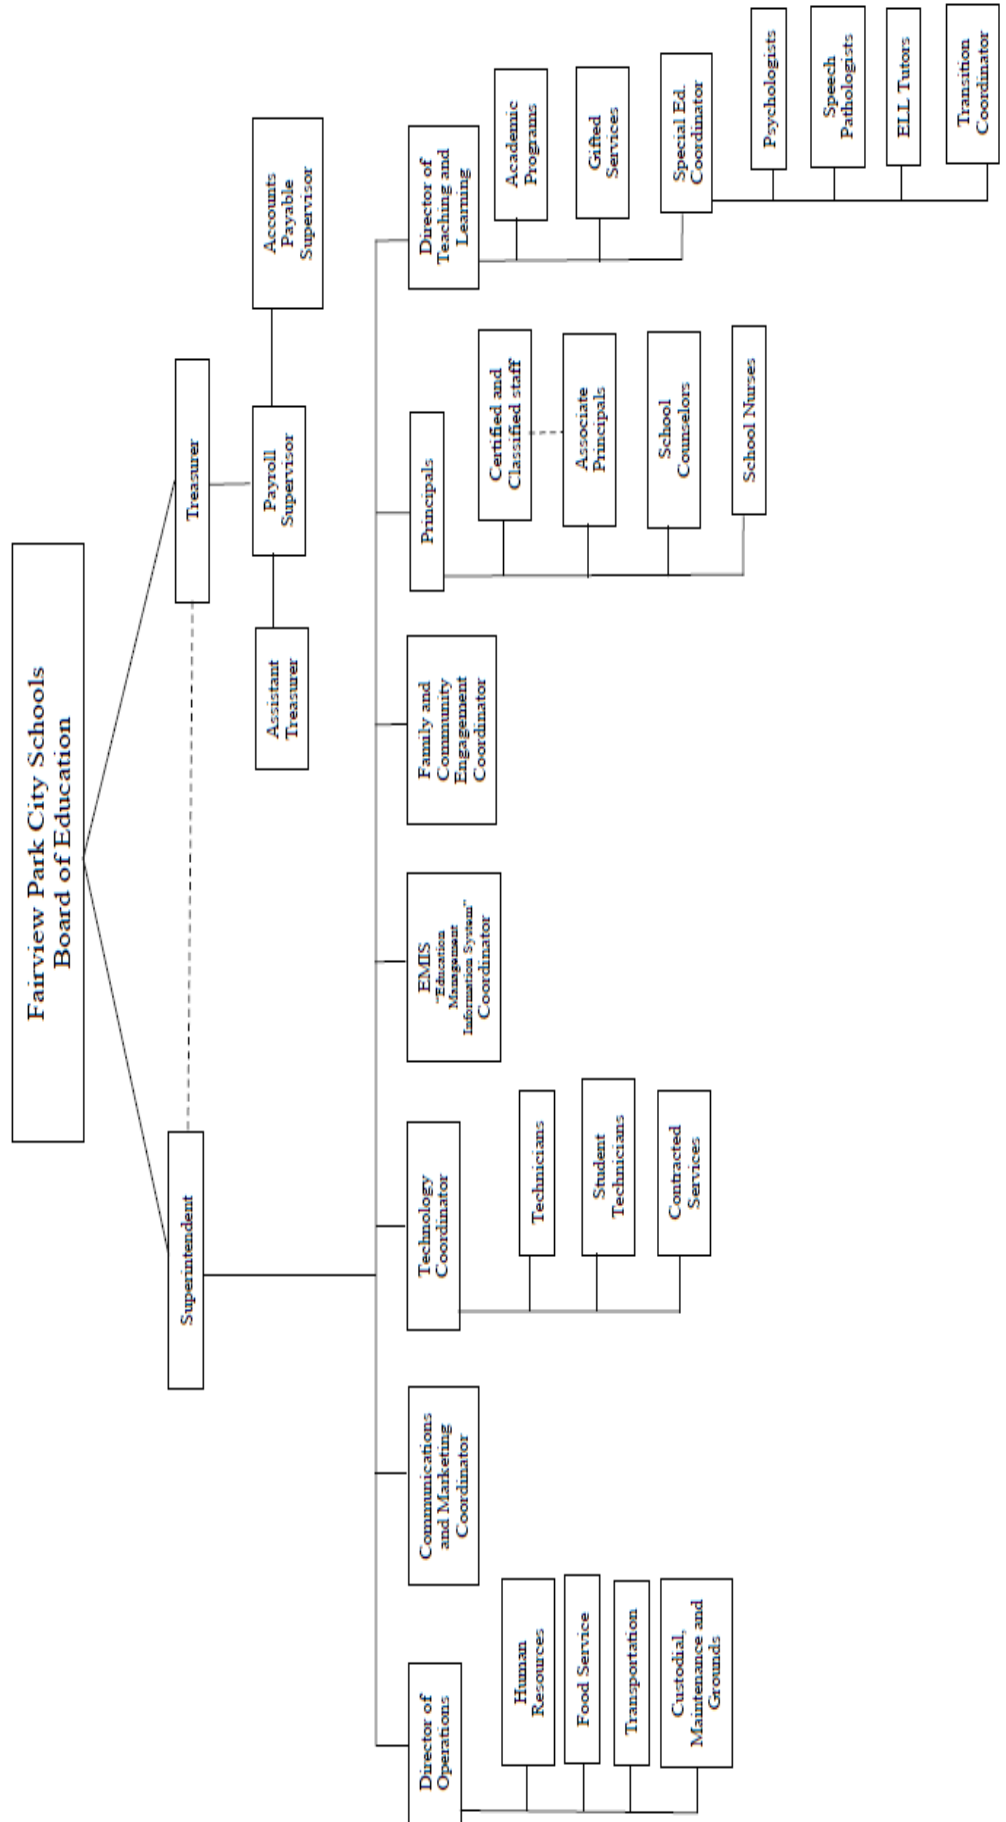 Fairview Park City Schools
Board of Education
Superintendent
Treasurer
Assistant
Treasurer
Payroll
Supervisor
Accounts
Payable
Supervisor
Director of
Operations
Human
Resources
Food Service
Transportation
Custodial,
Maintenance and
Grounds
Communications
and Marketing
Coordinator
Technology
Coordinator
Technicians
Student
Technicians
Contracted
Services
EMIS
"Education
Management
Information System"
Coordinator
Family and
Community
Engagement
Coordinator
Principals
Certified and
Classified staff
Associate
Principals
School
Counselors
School Nurses
Director of
Teaching and
Learning
Academic
Programs
Gifted
Services
Special Ed.
Coordinator
Psychologists
Speech
Pathologists
ELL Tutors
Transition
Coordinator